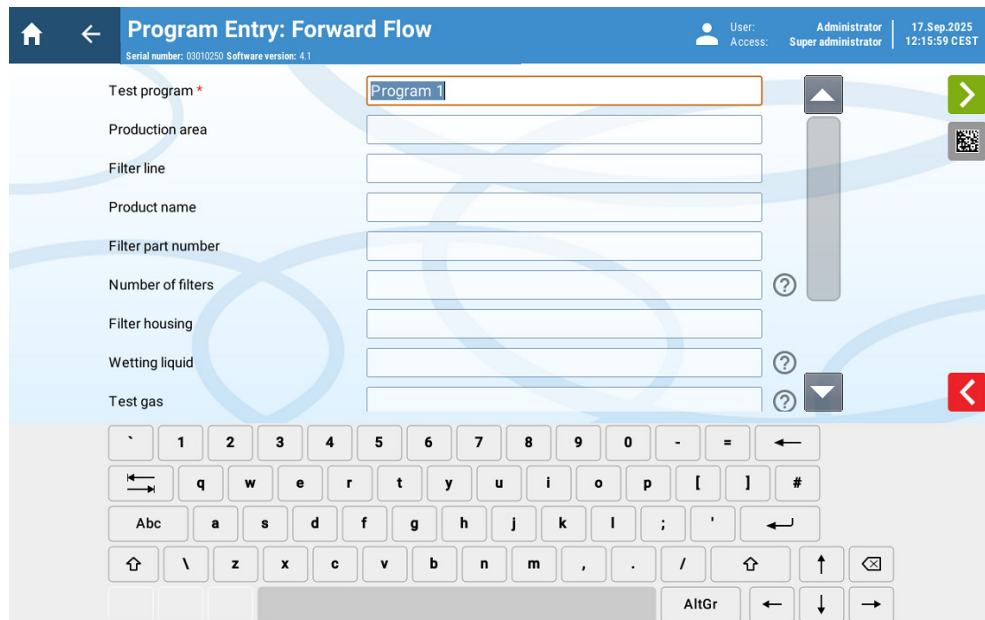 Program Entry: Forward Flow
Serial number: 03010250 Software version: 4.1
User: Administrator
Access: Super administrator
17.Sep.2025
12:15:59 CEST
Test program *
Program 1
Production area
Filter line
Product name
Filter part number
Number of filters
?
Filter housing
Wetting liquid
?
Test gas
?
` 1 2 3 4 5 6 7 8 9 0 - =
q w e r t y u i o p [ ] #
Abc a s d f g h j k l ; '
\ z x c v b n m , . /
AltGr